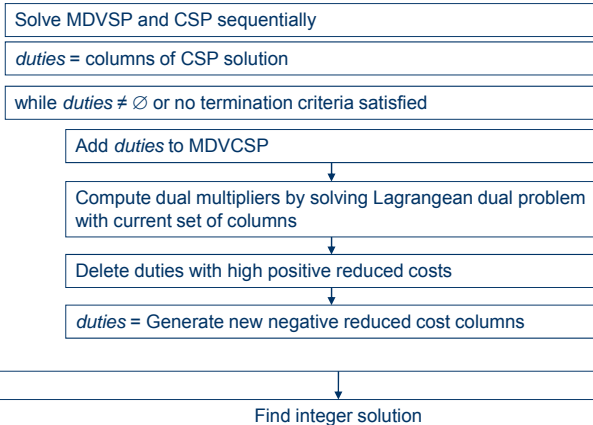 Solve MDVSP and CSP sequentially
duties = columns of CSP solution
while duties ≠ ∅ or no termination criteria satisfied
Add duties to MDVCSP
Compute dual multipliers by solving Lagrangean dual problem
with current set of columns
Delete duties with high positive reduced costs
duties = Generate new negative reduced cost columns
Find integer solution